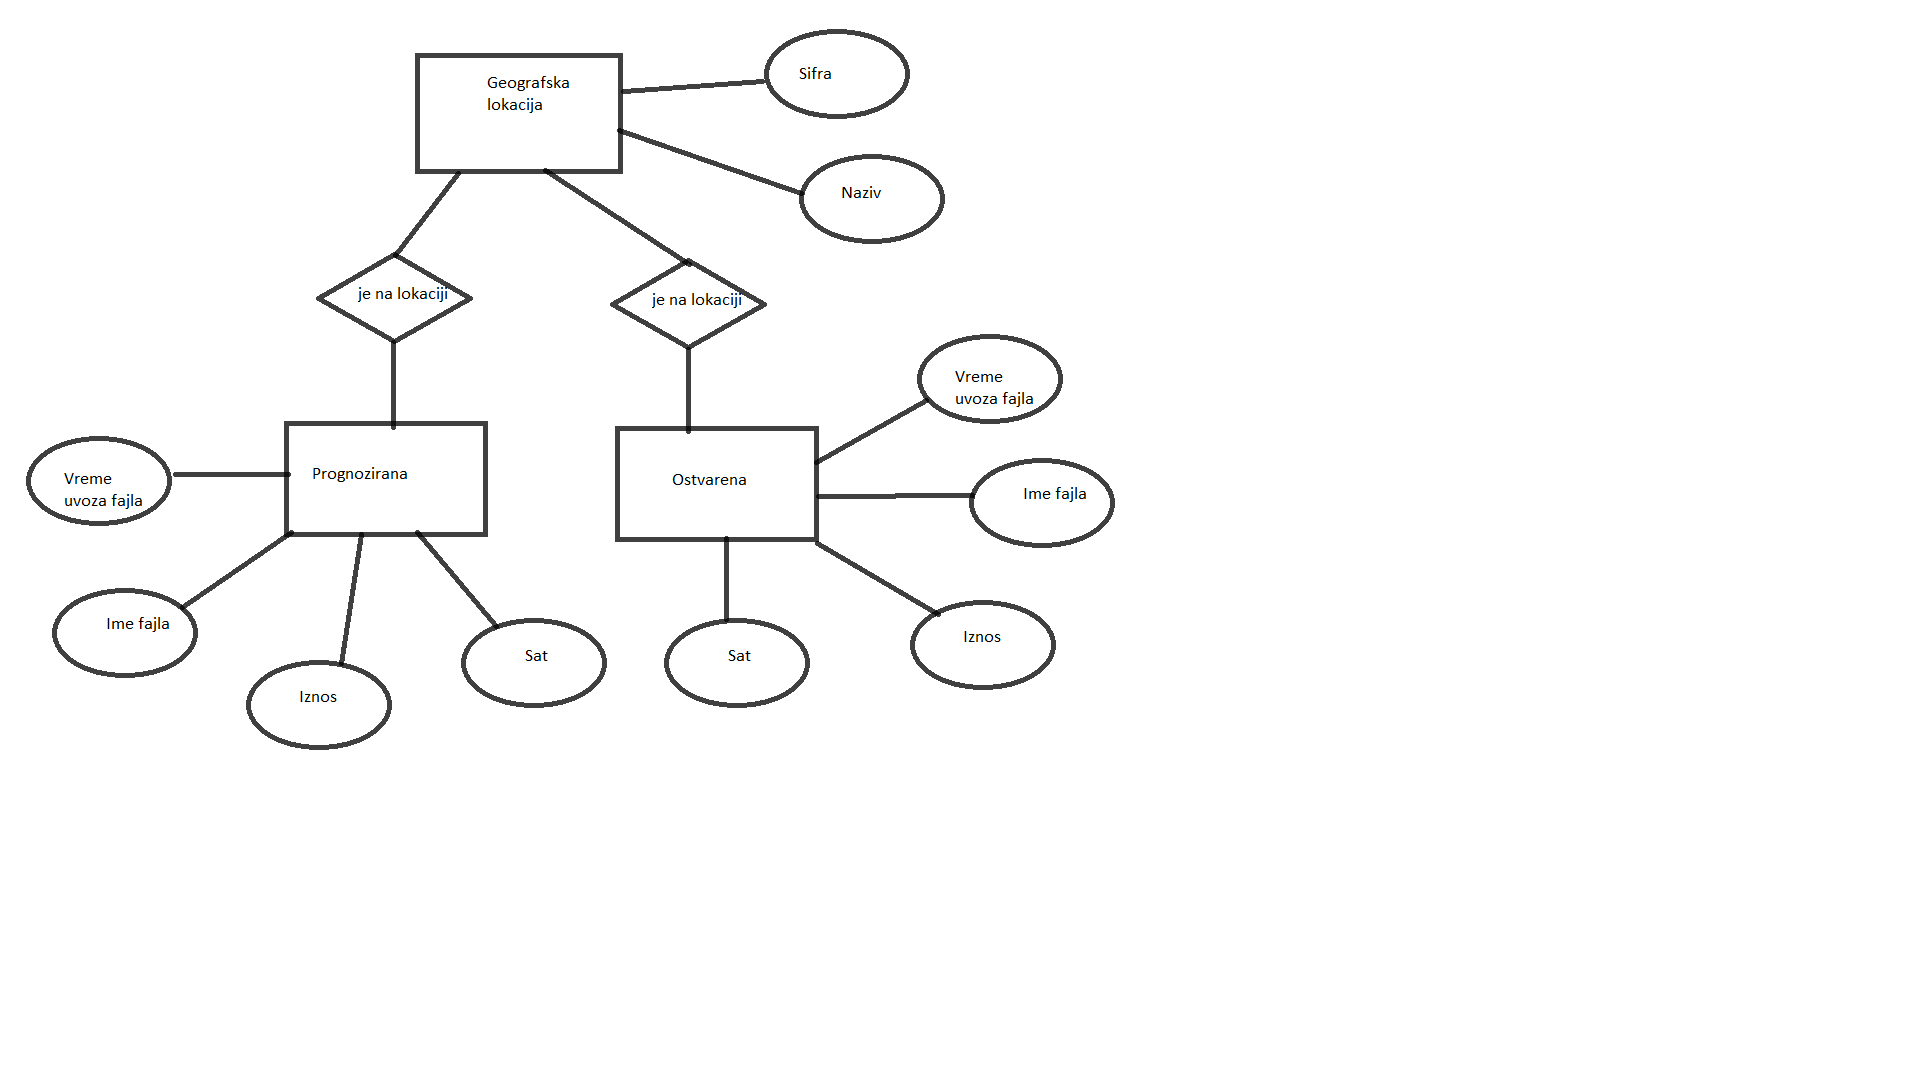 Geografska
lokacija
Sifra
Naziv
je na lokaciji
je na lokaciji
Vreme
uvoza fajla
Prognozirana
Ostvarena
Vreme
uvoza fajla
Ime fajla
Ime fajla
Iznos
Sat
Sat
Iznos